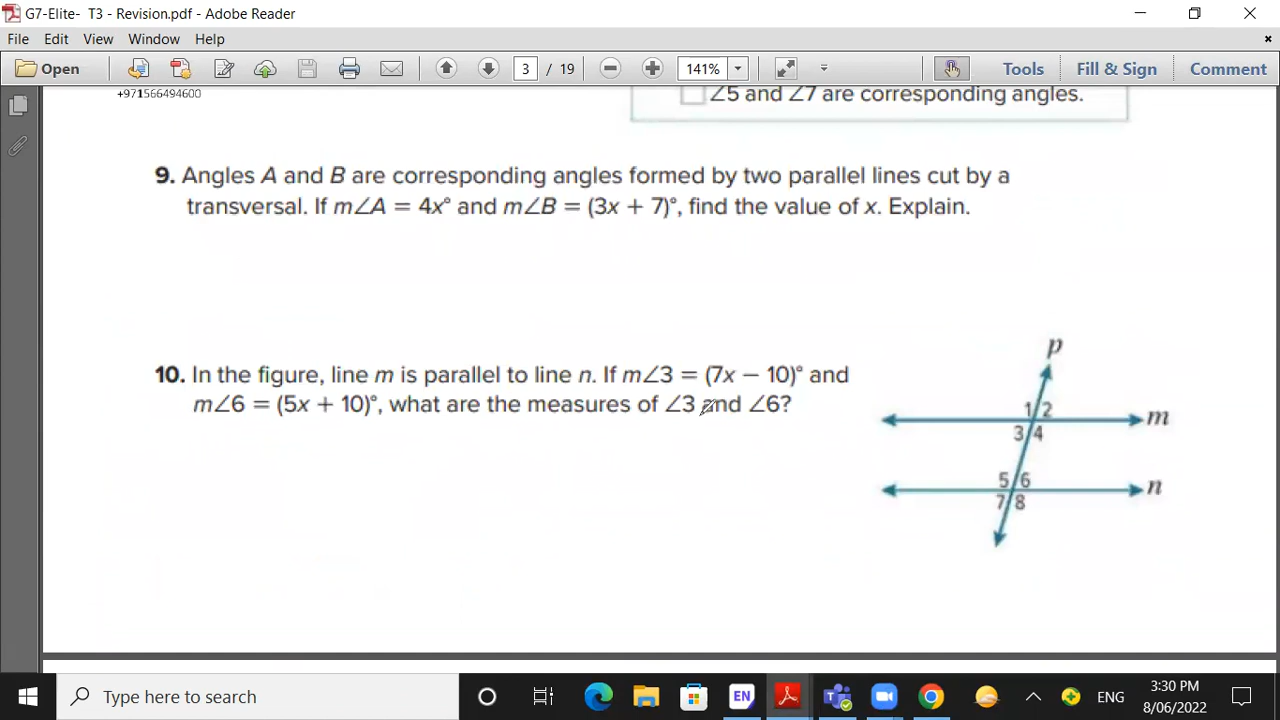 G7-Elite- T3 - Revision.pdf - Adobe Reader
File Edit View Window Help
Open 3 / 19 141% Tools Fill & Sign Comment
+971566494600
∠5 and ∠7 are corresponding angles.
9. Angles A and B are corresponding angles formed by two parallel lines cut by a
transversal. If m∠A = 4x° and m∠B = (3x + 7)°, find the value of x. Explain.
10. In the figure, line m is parallel to line n. If m∠3 = (7x − 10)° and
m∠6 = (5x + 10)°, what are the measures of ∠3 and ∠6?
p
1 2
m
3 4
5 6
n
7 8
Type here to search
EN
ENG
3:30 PM
8/06/2022